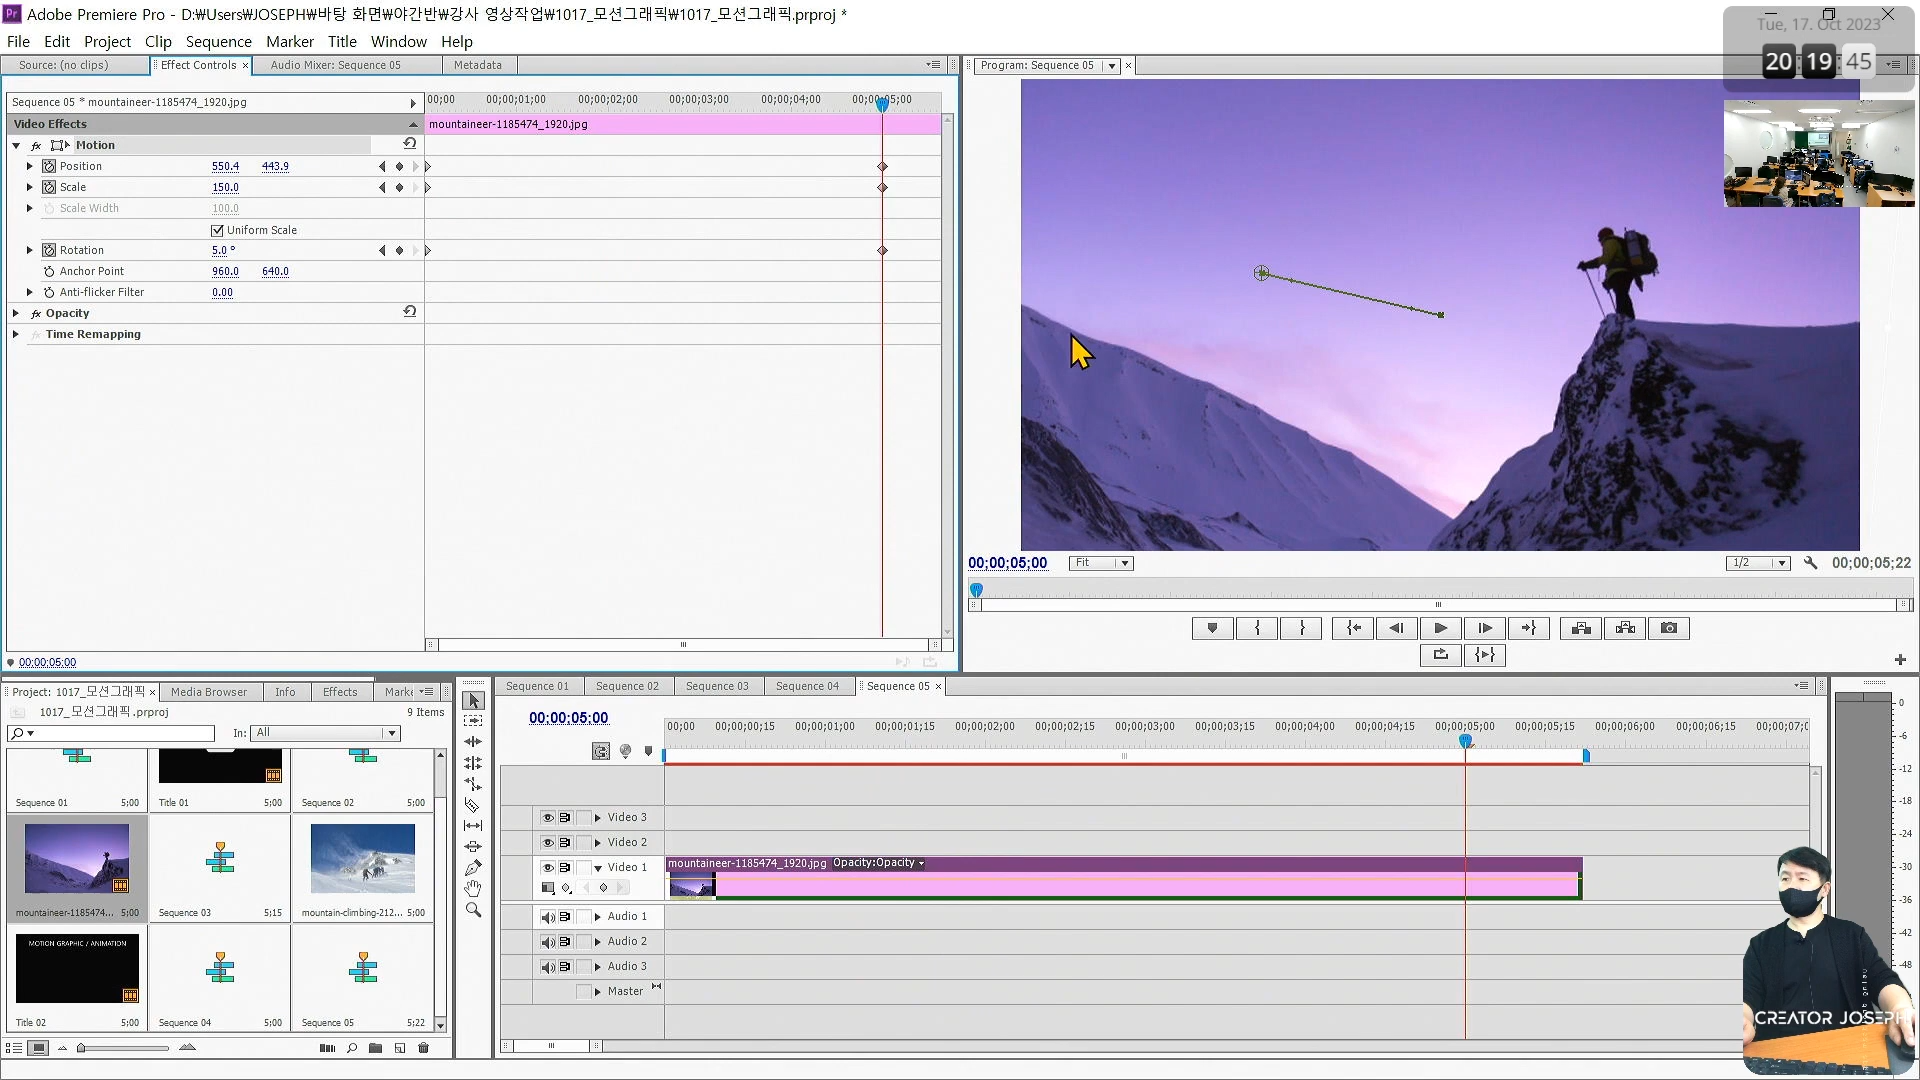 Pr Adobe Premiere Pro - D:₩Users₩JOSEPH₩바탕 화면₩야간반₩강사 영상작업₩1017_모션그래픽₩1017_모션그래픽.prproj *
Tue, 17. Oct 2023
20 19 45
File Edit Project Clip Sequence Marker Title Window Help
Source: (no clips) Effect Controls × Audio Mixer: Sequence 05 Metadata
Program: Sequence 05 ×
Sequence 05 * mountaineer-1185474_1920.jpg
00;00 00;00;01;00 00;00;02;00 00;00;03;00 00;00;04;00 00;00;05;00
Video Effects
mountaineer-1185474_1920.jpg
fx Motion
Position 550.4 443.9
Scale 150.0
Scale Width 100.0
Uniform Scale
Rotation 5.0 °
Anchor Point 960.0 640.0
Anti-flicker Filter 0.00
fx Opacity
fx Time Remapping
00;00;05;00
00;00;05;00 Fit 1/2 00;00;05;22
Project: 1017_모션그래픽 × Media Browser Info Effects Marke
1017_모션그래픽.prproj 9 Items
In: All
Sequence 01 5;00
Title 01 5;00
Sequence 02 5;00
mountaineer-1185474... 5;00
Sequence 03 5;15
mountain-climbing-212... 5;00
MOTION GRAPHIC / ANIMATION
Title 02 5;00
Sequence 04 5;00
Sequence 05 5;22
Sequence 01 Sequence 02 Sequence 03 Sequence 04 Sequence 05 ×
00;00;05;00
00;00 00;00;00;15 00;00;01;00 00;00;01;15 00;00;02;00 00;00;02;15 00;00;03;00 00;00;03;15 00;00;04;00 00;00;04;15 00;00;05;00 00;00;05;15 00;00;06;00 00;00;06;15 00;00;07;0
Video 3
Video 2
Video 1
mountaineer-1185474_1920.jpg Opacity:Opacity
Audio 1
Audio 2
Audio 3
Master
0
-6
-12
-18
-24
-30
-36
-42
-48
CREATOR JOSEPH